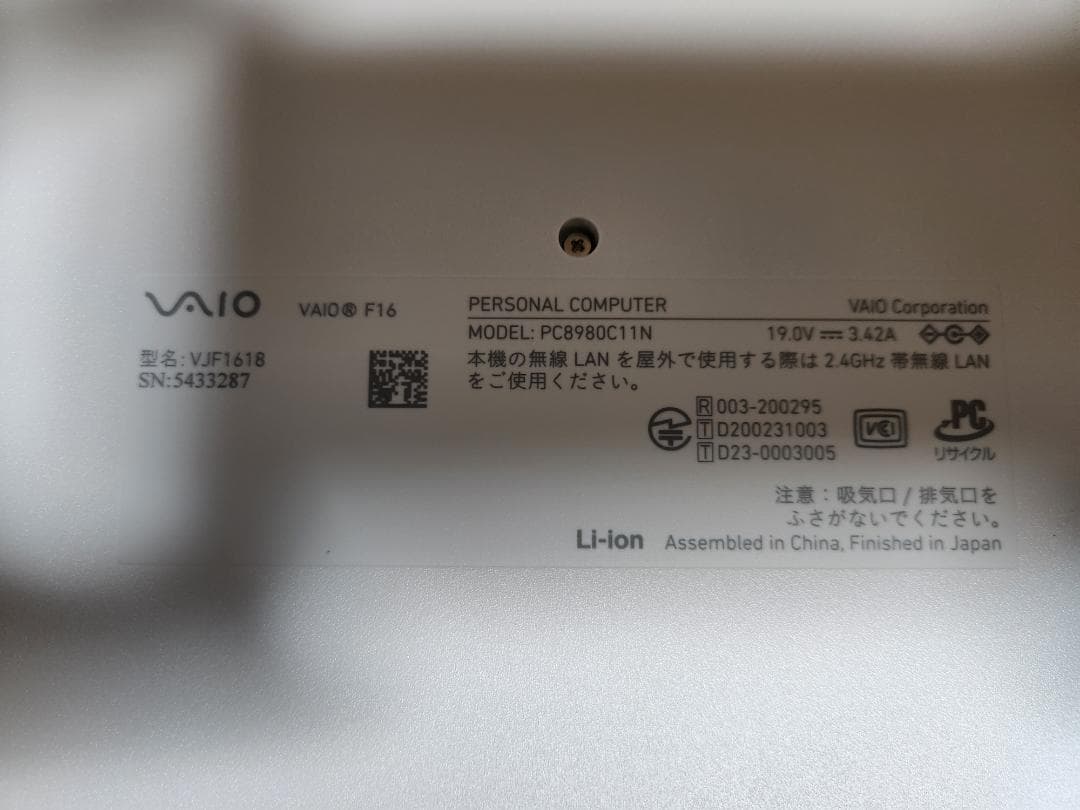 VAIO VAIO® F16
型名: VJF1618
SN:5433287
PERSONAL COMPUTER VAIO Corporation
MODEL: PC8980C11N 19.0V 3.42A
本機の無線 LAN を屋外で使用する際は 2.4GHz 帯無線 LAN
をご使用ください。
R 003-200295
T D200231003
T D23-0003005
VCI
PC
リサイクル
注意：吸気口 / 排気口を
ふさがないでください。
Li-ion Assembled in China, Finished in Japan